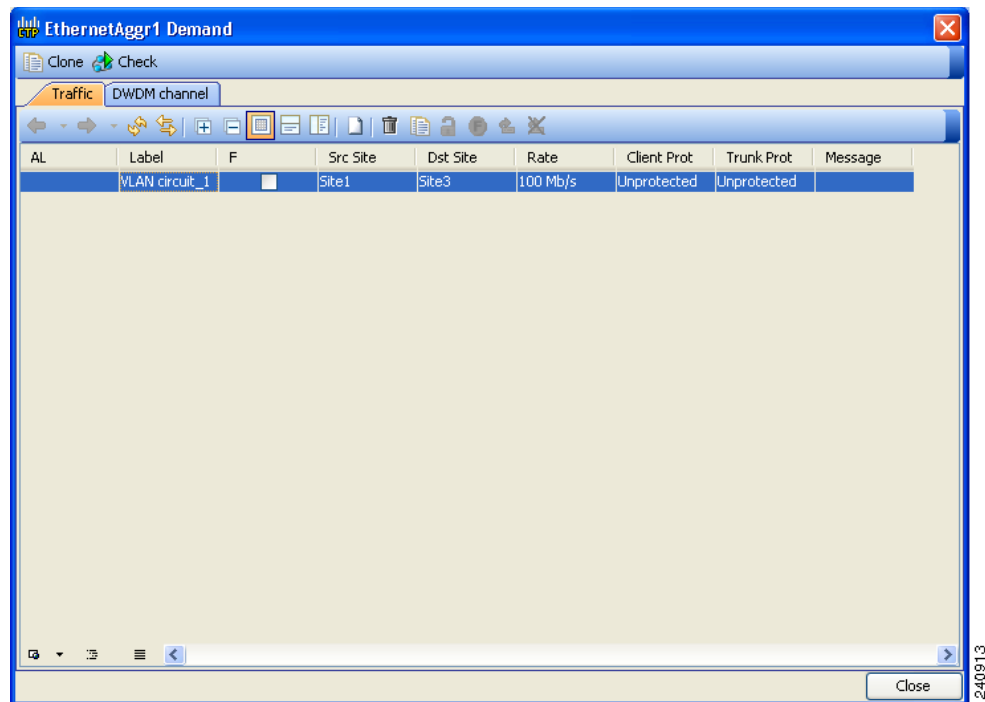 CTP EthernetAggr1 Demand
Clone Check
Traffic DWDM channel
F
AL Label F Src Site Dst Site Rate Client Prot Trunk Prot Message
VLAN circuit_1 Site1 Site3 100 Mb/s Unprotected Unprotected
Close
240913